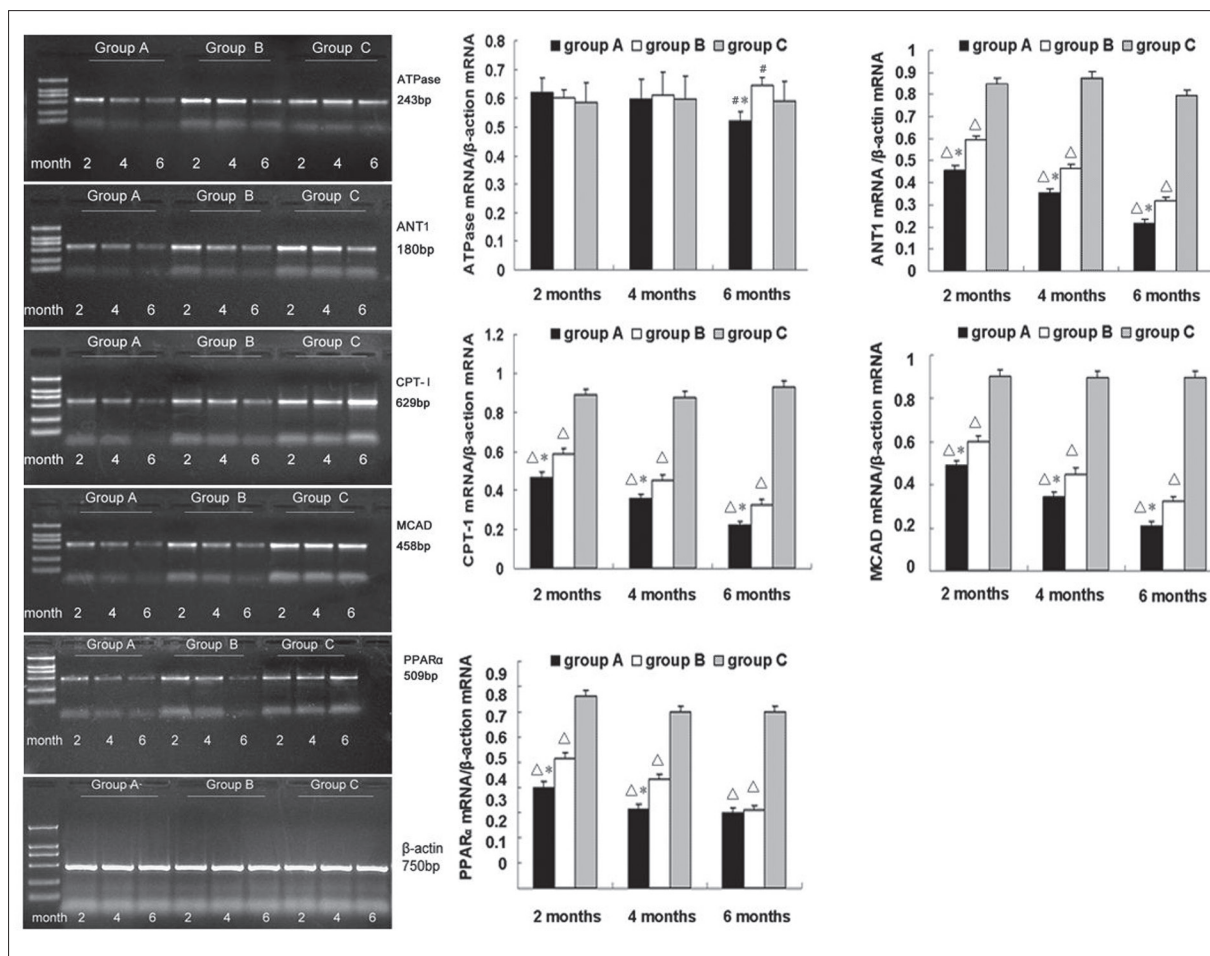 Group A Group B Group C
ATPase
243bp
month 2 4 6 2 4 6 2 4 6
Group A Group B Group C
ANT1
180bp
month 2 4 6 2 4 6 2 4 6
Group A Group B Group C
CPT-I
629bp
month 2 4 6 2 4 6 2 4 6
Group A Group B Group C
MCAD
458bp
month 2 4 6 2 4 6 2 4 6
Group A Group B Group C
PPARα
509bp
month 2 4 6 2 4 6 2 4 6
Group A Group B Group C
β-actin
750bp
month 2 4 6 2 4 6 2 4 6
group A group B group C
ATPase mRNA/β-action mRNA
0.8
0.7
0.6
0.5
0.4
0.3
0.2
0.1
0
#*
#
2 months 4 months 6 months
group A group B group C
ANT1 mRNA /β-actin mRNA
1
0.9
0.8
0.7
0.6
0.5
0.4
0.3
0.2
0.1
0
△* △ △* △ △* △
2 months 4 months 6 months
group A group B group C
CPT-1 mRNA/β-action mRNA
1.2
1
0.8
0.6
0.4
0.2
0
△* △ △* △ △* △
2 months 4 months 6 months
group A group B group C
MCAD mRNA/β-action mRNA
1
0.8
0.6
0.4
0.2
0
△* △ △* △ △* △
2 months 4 months 6 months
group A group B group C
PPARα mRNA/β-action mRNA
0.9
0.8
0.7
0.5
0.4
0.3
0.2
0
△* △ △* △ △ △
2 months 4 months 6 months